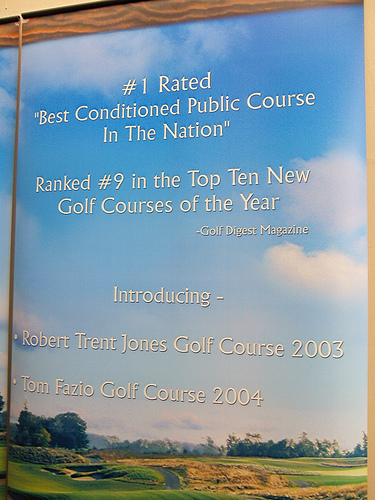 #1 Rated
"Best Conditioned Public Course
In The Nation"
Ranked #9 in the Top Ten New
Golf Courses of the Year
-Golf Digest Magazine
Introducing -
• Robert Trent Jones Golf Course 2003
• Tom Fazio Golf Course 2004